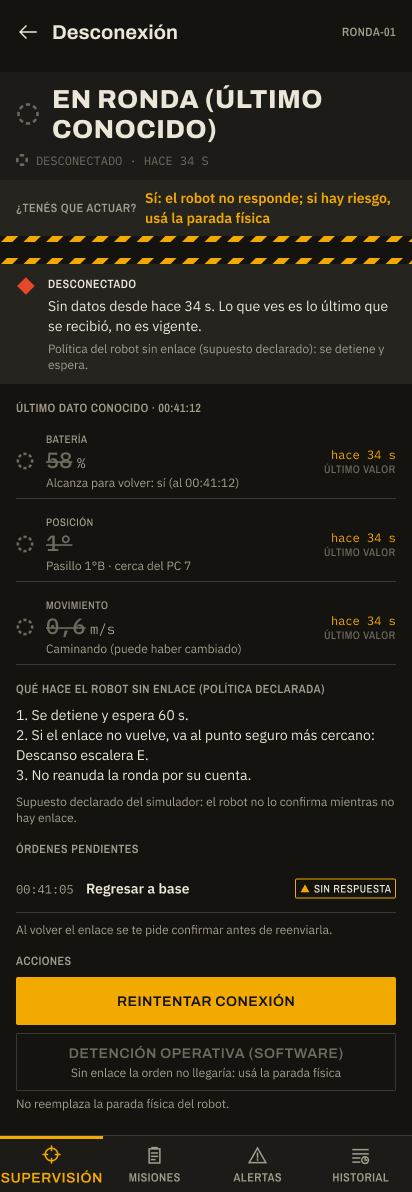 Desconexión
RONDA-01
EN RONDA (ÚLTIMO
CONOCIDO)
DESCONECTADO · HACE 34 S
¿TENÉS QUE ACTUAR?
Sí: el robot no responde; si hay riesgo,
usá la parada física
DESCONECTADO
Sin datos desde hace 34 s. Lo que ves es lo último que
se recibió, no es vigente.
Política del robot sin enlace (supuesto declarado): se detiene y
espera.
ÚLTIMO DATO CONOCIDO · 00:41:12
BATERÍA
58 %
hace 34 s
ÚLTIMO VALOR
Alcanza para volver: sí (al 00:41:12)
POSICIÓN
1°
hace 34 s
ÚLTIMO VALOR
Pasillo 1°B · cerca del PC 7
MOVIMIENTO
0,6 m/s
hace 34 s
ÚLTIMO VALOR
Caminando (puede haber cambiado)
QUÉ HACE EL ROBOT SIN ENLACE (POLÍTICA DECLARADA)
1. Se detiene y espera 60 s.
2. Si el enlace no vuelve, va al punto seguro más cercano:
Descanso escalera E.
3. No reanuda la ronda por su cuenta.
Supuesto declarado del simulador: el robot no lo confirma mientras no
hay enlace.
ÓRDENES PENDIENTES
00:41:05 Regresar a base
SIN RESPUESTA
Al volver el enlace se te pide confirmar antes de reenviarla.
ACCIONES
REINTENTAR CONEXIÓN
DETENCIÓN OPERATIVA (SOFTWARE)
Sin enlace la orden no llegaría: usá la parada física
No reemplaza la parada física del robot.
SUPERVISIÓN
MISIONES
ALERTAS
HISTORIAL